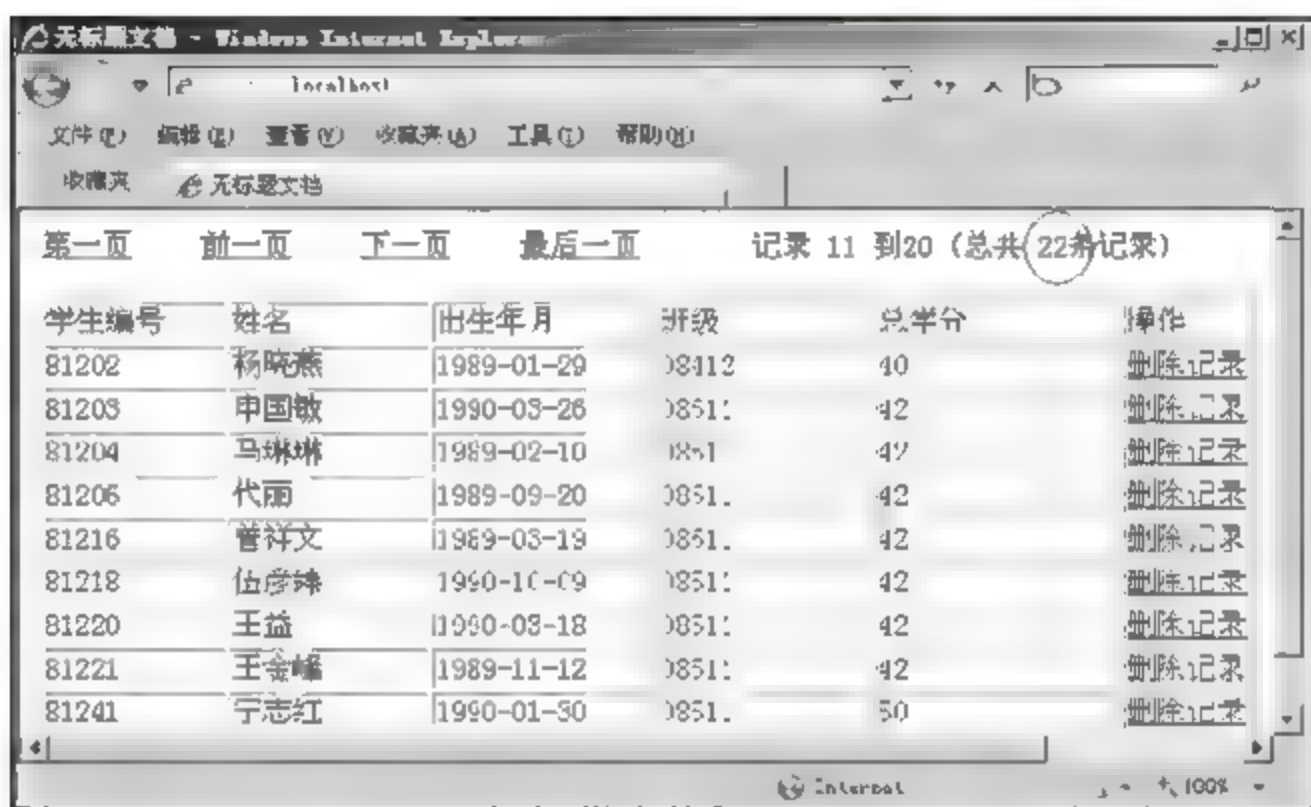 无标题文档 - Windows Internet Explorer
localhost
文件(F) 编辑(E) 查看(V) 收藏夹(A) 工具(T) 帮助(H)
收藏夹 无标题文档
第一页 前一页 下一页 最后一页 记录 11 到20 (总共 22条记录)
学生编号 姓名 出生年月 班级 总学分 操作
81202 杨晓燕 1989-01-29 08412 40 删除记录
81203 申国敏 1990-03-26 42 删除记录
81204 马琳琳 1989-02-10 42 删除记录
81206 代丽 1989-09-20 42 删除记录
81216 曾祥文 1989-03-19 42 删除记录
81218 1990-10-09 42 删除记录
81220 王益 1990-03-18 42 删除记录
81221 王金峰 1989-11-12 42 删除记录
81241 宁志红 1990-01-30 50 删除记录
Internet 100%